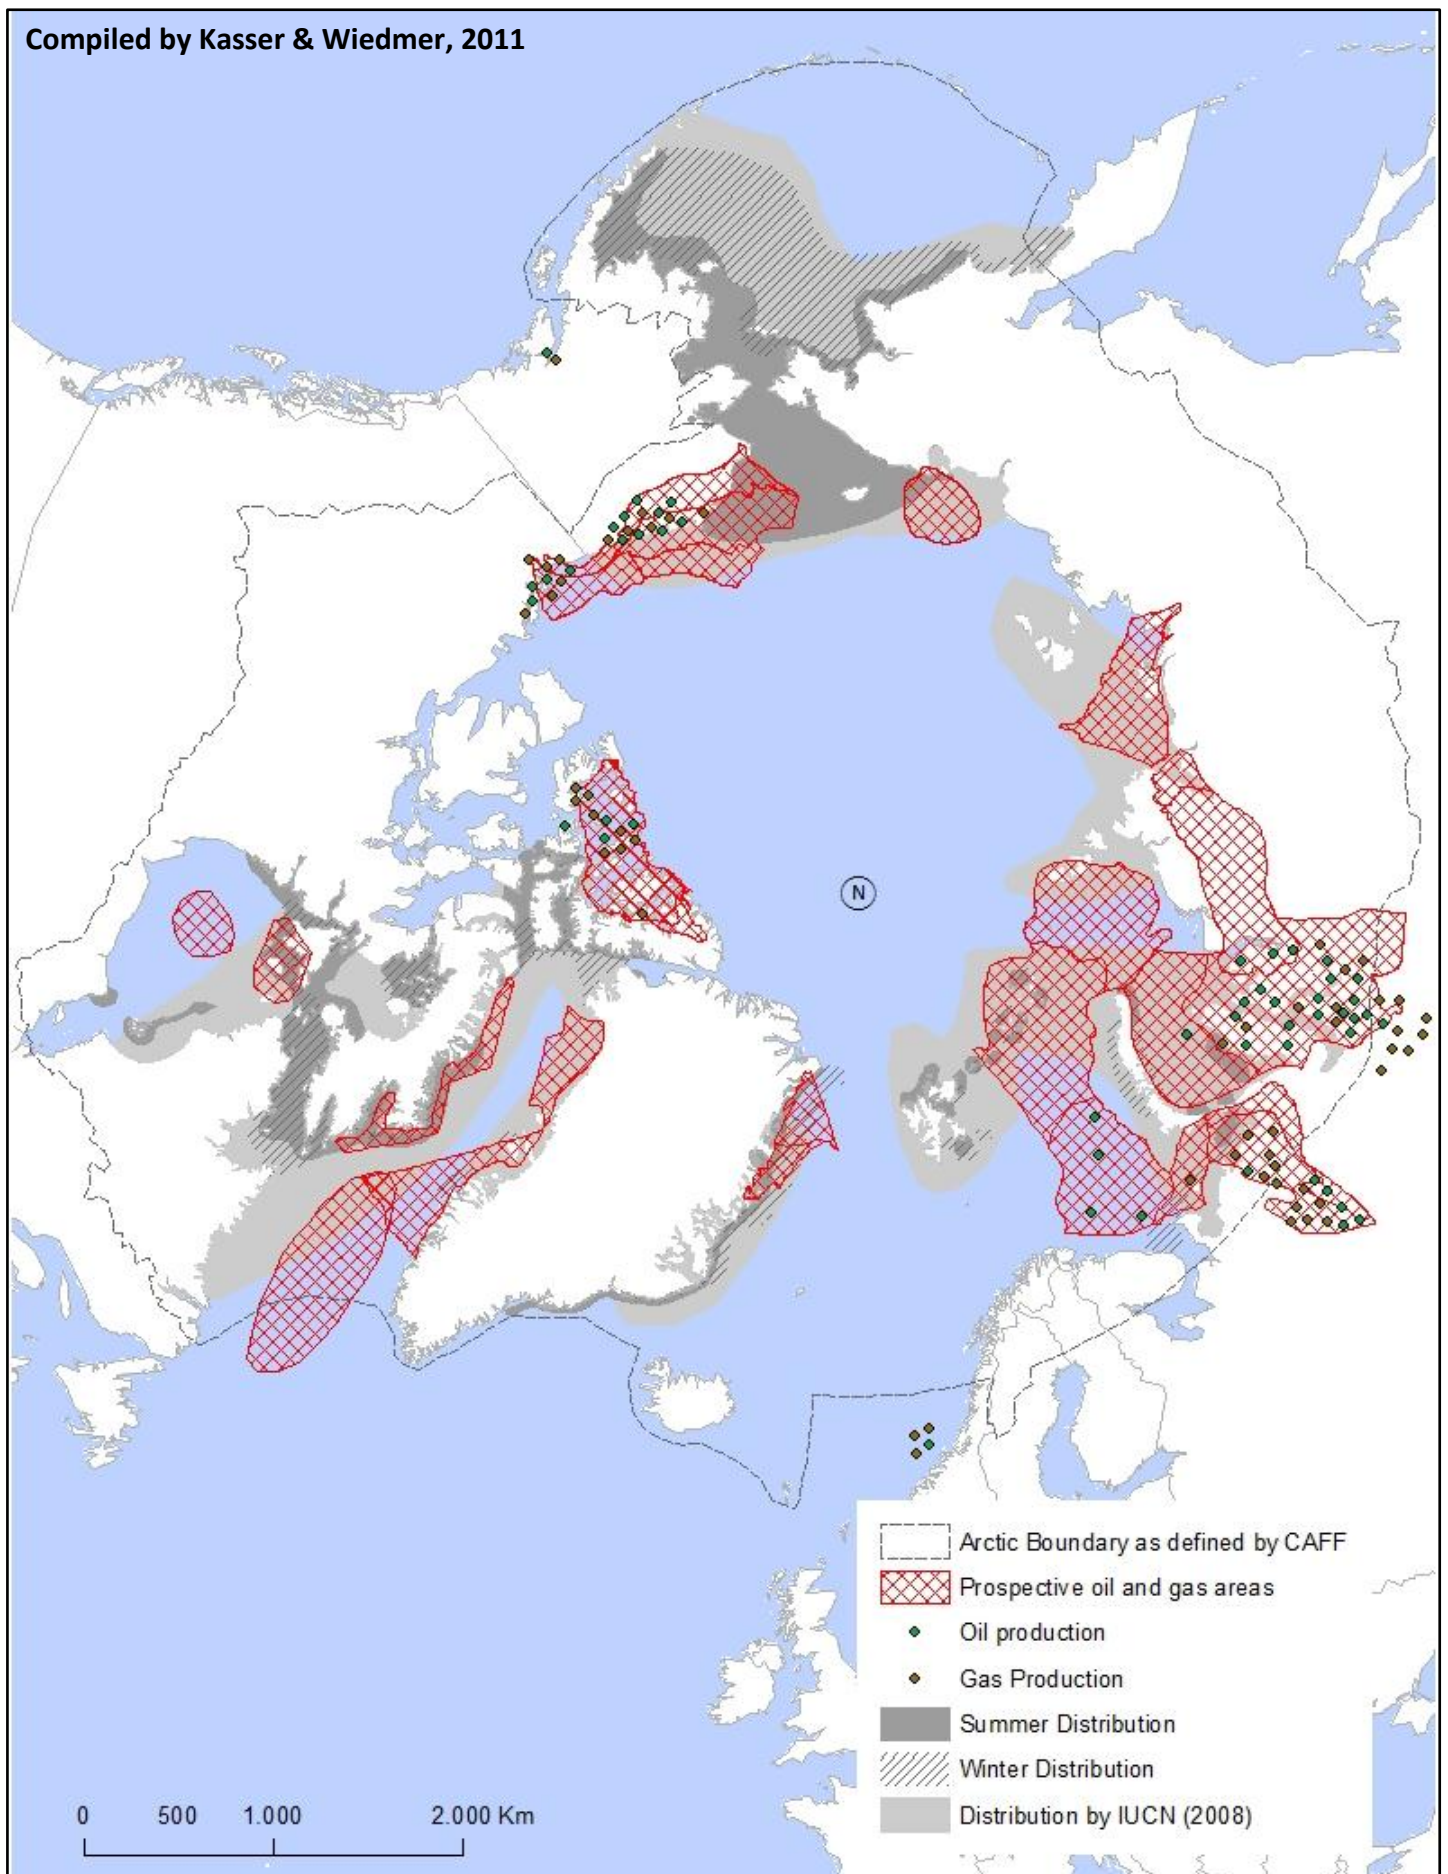 Compiled by Kasser & Wiedmer, 2011
N
Arctic Boundary as defined by CAFF
Prospective oil and gas areas
Oil production
Gas Production
Summer Distribution
Winter Distribution
Distribution by IUCN (2008)
0 500 1.000 2.000 Km